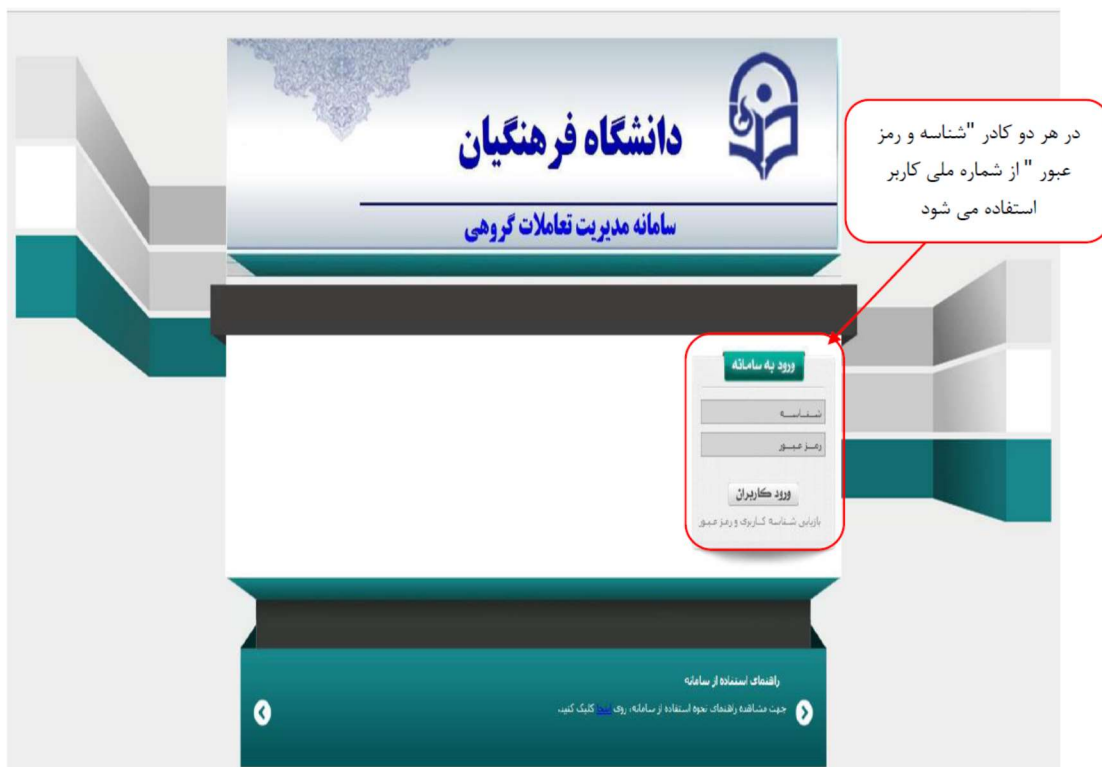 دانشگاه فرهنگیان
سامانه مدیریت تعاملات گروهی
در هر دو کادر "شناسه و رمز
عبور " از شماره ملی کاربر
استفاده می شود
ورود به سامانه
شناسه
رمز عبور
ورود کاربران
بازیابی شناسه کاربری و رمز عبور
راهنمای استفاده از سامانه
جهت مشاهده راهنمای نحوه استفاده از سامانه، روی اینجا کلیک کنید.